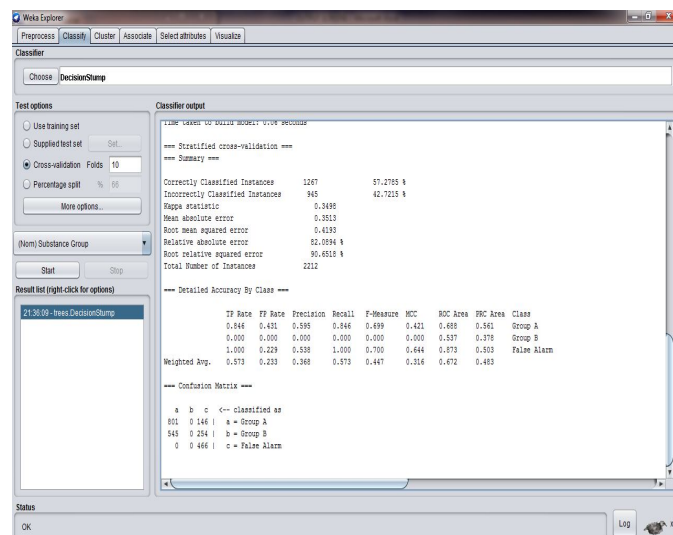 Weka Explorer
Preprocess Classify Cluster Associate Select attributes Visualize
Classifier
Choose DecisionStump
Test options
Use training set
Supplied test set Set...
Cross-validation Folds 10
Percentage split % 66
More options...
(Nom) Substance Group
Start Stop
Result list (right-click for options)
21:36:09 - trees.DecisionStump
Classifier output
Time taken to build model: 0.06 seconds
=== Stratified cross-validation ===
=== Summary ===
Correctly Classified Instances 1267 57.2785 %
Incorrectly Classified Instances 945 42.7215 %
Kappa statistic 0.3498
Mean absolute error 0.3513
Root mean squared error 0.4193
Relative absolute error 82.0894 %
Root relative squared error 90.6518 %
Total Number of Instances 2212
=== Detailed Accuracy By Class ===
TP Rate FP Rate Precision Recall F-Measure MCC ROC Area PRC Area Class
0.846 0.431 0.595 0.846 0.699 0.421 0.688 0.561 Group A
0.000 0.000 0.000 0.000 0.000 0.000 0.537 0.378 Group B
1.000 0.229 0.538 1.000 0.700 0.644 0.873 0.503 False Alarm
Weighted Avg. 0.573 0.233 0.368 0.573 0.447 0.316 0.672 0.483
=== Confusion Matrix ===
a b c <-- classified as
801 0 146 | a = Group A
545 0 254 | b = Group B
0 0 466 | c = False Alarm
Status
OK
Log
x